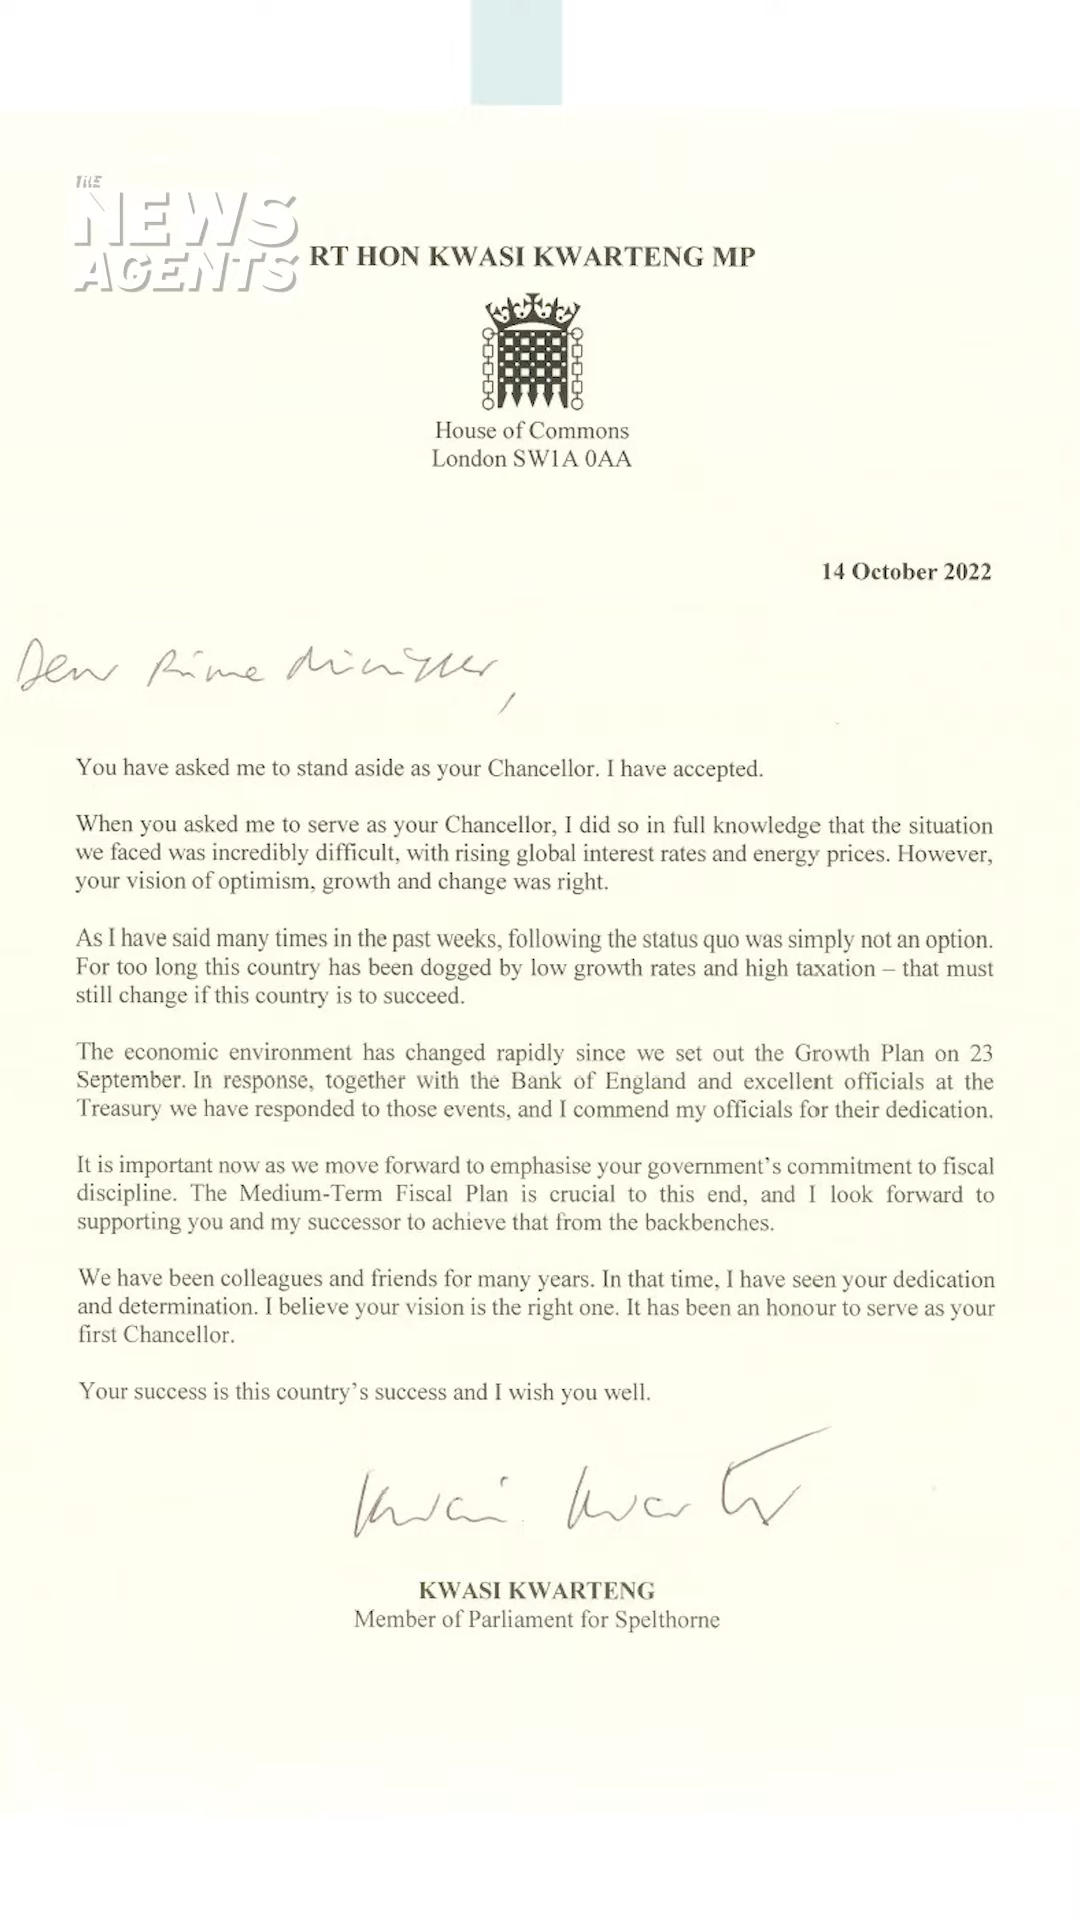 THE
NEWS
AGENTS
RT HON KWASI KWARTENG MP
House of Commons
London SW1A 0AA
14 October 2022
Dear Prime Minister,
You have asked me to stand aside as your Chancellor. I have accepted.
When you asked me to serve as your Chancellor, I did so in full knowledge that the situation
we faced was incredibly difficult, with rising global interest rates and energy prices. However,
your vision of optimism, growth and change was right.
As I have said many times in the past weeks, following the status quo was simply not an option.
For too long this country has been dogged by low growth rates and high taxation – that must
still change if this country is to succeed.
The economic environment has changed rapidly since we set out the Growth Plan on 23
September. In response, together with the Bank of England and excellent officials at the
Treasury we have responded to those events, and I commend my officials for their dedication.
It is important now as we move forward to emphasise your government's commitment to fiscal
discipline. The Medium-Term Fiscal Plan is crucial to this end, and I look forward to
supporting you and my successor to achieve that from the backbenches.
We have been colleagues and friends for many years. In that time, I have seen your dedication
and determination. I believe your vision is the right one. It has been an honour to serve as your
first Chancellor.
Your success is this country's success and I wish you well.
Kwasi Kwarteng
KWASI KWARTENG
Member of Parliament for Spelthorne